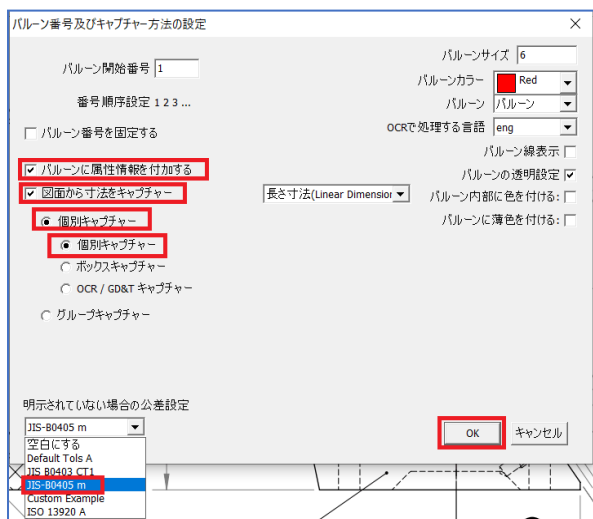 バルーン番号及びキャプチャー方法の設定
バルーン開始番号 1
番号順序設定 1 2 3 ...
バルーン番号を固定する
バルーンに属性情報を付加する
図面から寸法をキャプチャー
個別キャプチャー
個別キャプチャー
ボックスキャプチャー
OCR / GD&T キャプチャー
グループキャプチャー
バルーンサイズ 6
バルーンカラー Red
バルーン バルーン
OCRで処理する言語 eng
バルーン線表示
バルーンの透明設定
長さ寸法(Linear Dimension バルーン内部に色を付ける:
バルーンに薄色を付ける:
明示されていない場合の公差設定
JIS-B0405 m
OK キャンセル
空白にする
Default Tols A
JIS B0403 CT1
JIS-B0405 m
Custom Example
ISO 13920 A